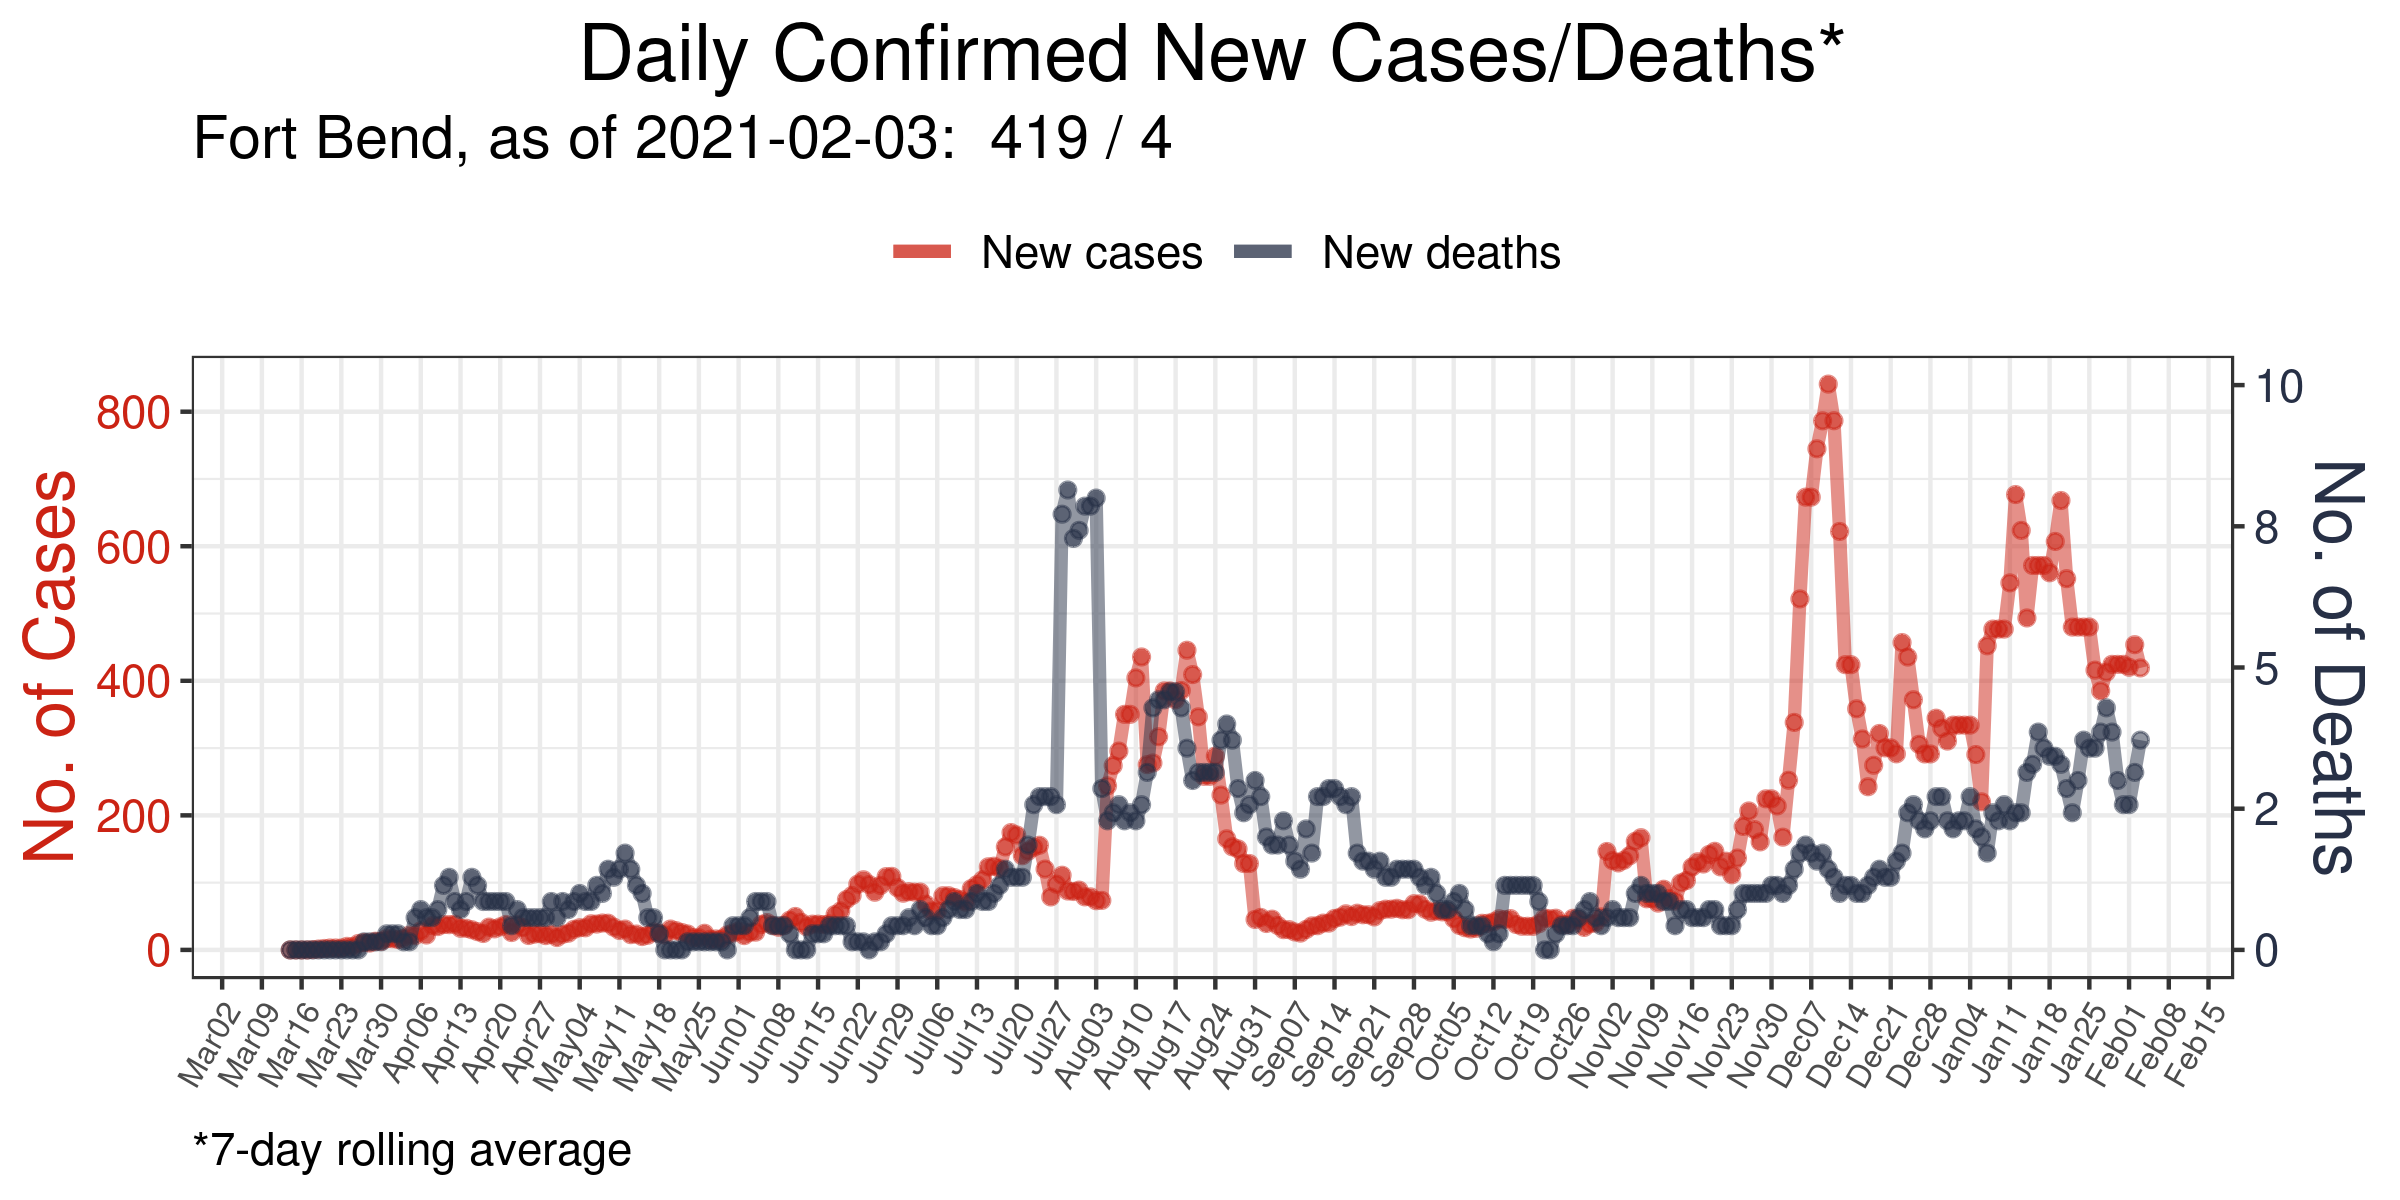 Daily Confirmed New Cases/Deaths*
Fort Bend, as of 2021-02-03:  419 / 4
New cases
New deaths
No. of Cases
800
600
400
200
0
10
8
5
2
0
No. of Deaths
Mar02
Mar09
Mar16
Mar23
Mar30
Apr06
Apr13
Apr20
Apr27
May04
May11
May18
May25
Jun01
Jun08
Jun15
Jun22
Jun29
Jul06
Jul13
Jul20
Jul27
Aug03
Aug10
Aug17
Aug24
Aug31
Sep07
Sep14
Sep21
Sep28
Oct05
Oct12
Oct19
Oct26
Nov02
Nov09
Nov16
Nov23
Nov30
Dec07
Dec14
Dec21
Dec28
Jan04
Jan11
Jan18
Jan25
Feb01
Feb08
Feb15
*7-day rolling average